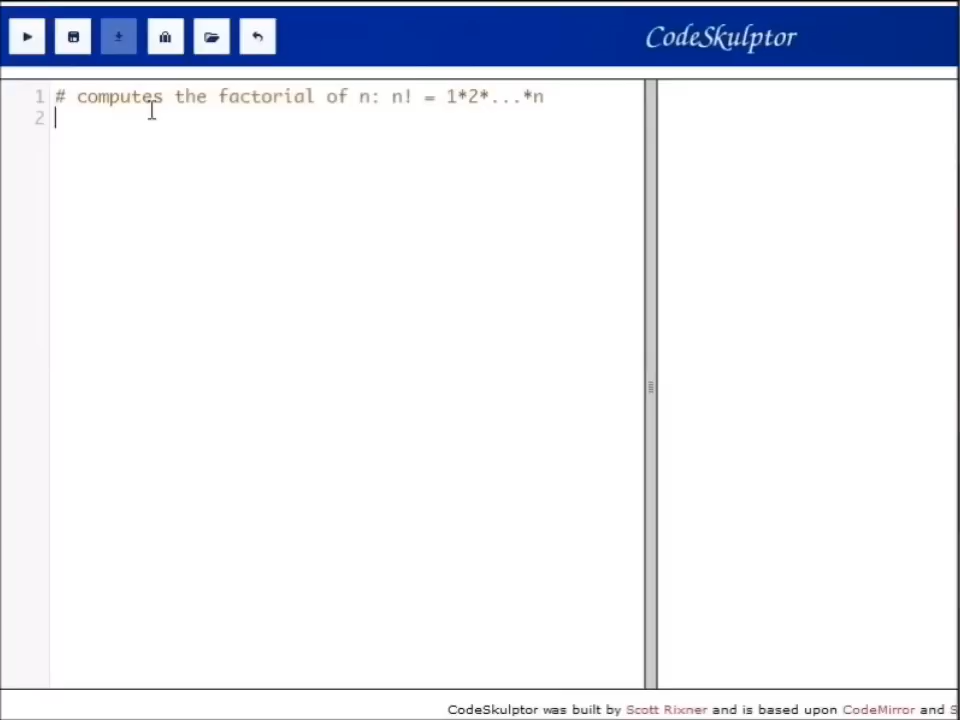 CodeSkulptor
1 # computes the factorial of n: n! = 1*2*...*n
2
CodeSkulptor was built by Scott Rixner and is based upon CodeMirror and S